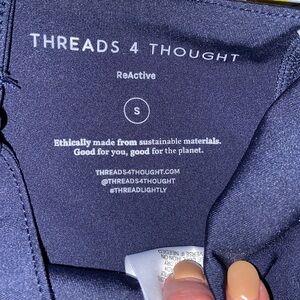 THREADS 4 THOUGHT
ReActive
S
Ethically made from sustainable materials.
Good for you, good for the planet.
THREADS4THOUGHT.COM
@THREADS4THOUGHT
#THREADLIGHTLY